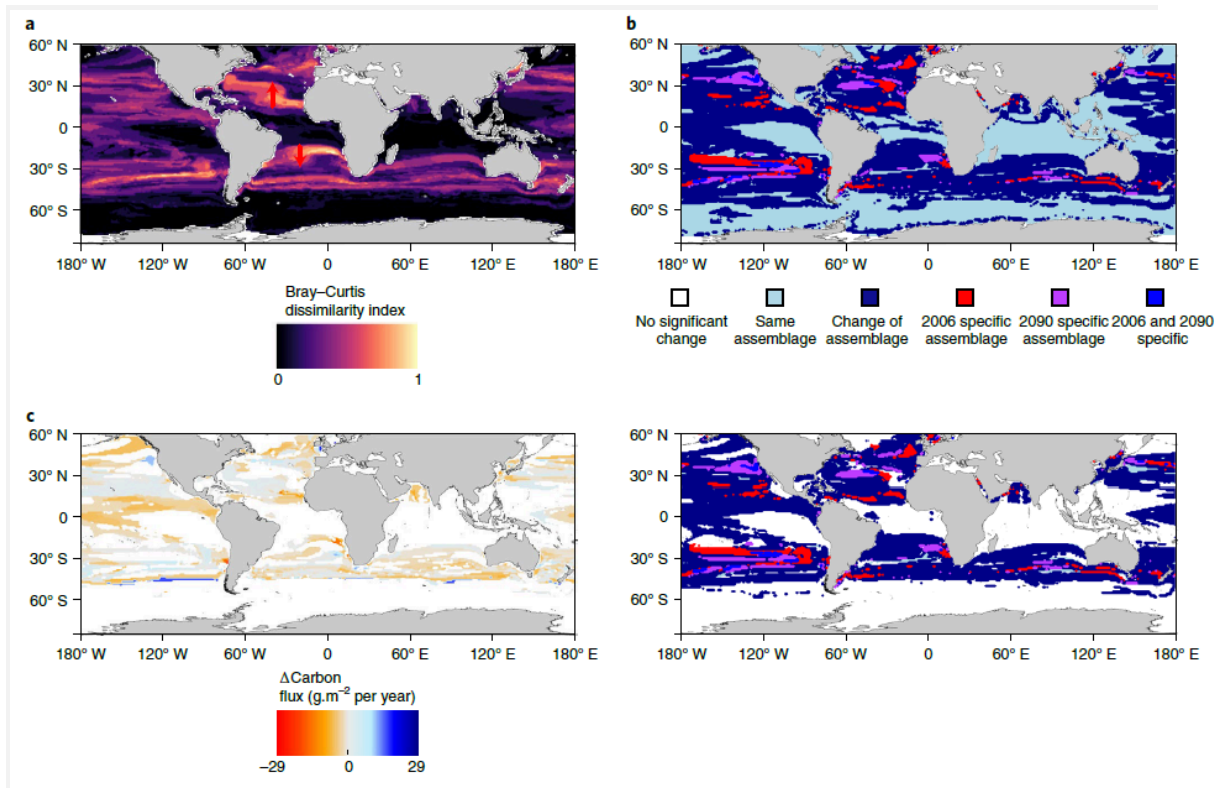 a
60° N
30° N
0
30° S
60° S
180° W
120° W
60° W
0
60° E
120° E
180° E
Bray–Curtis
dissimilarity index
0
1
b
60° N
30° N
0
30° S
60° S
180° W
120° W
60° W
0
60° E
120° E
180° E
No significant
change
Same
assemblage
Change of
assemblage
2006 specific
assemblage
2090 specific
assemblage
2006 and 2090
specific
c
60° N
30° N
0
30° S
60° S
180° W
120° W
60° W
0
60° E
120° E
180° E
ΔCarbon
flux (g.m⁻² per year)
–29
0
29
60° N
30° N
0
30° S
60° S
180° W
120° W
60° W
0
60° E
120° E
180° E